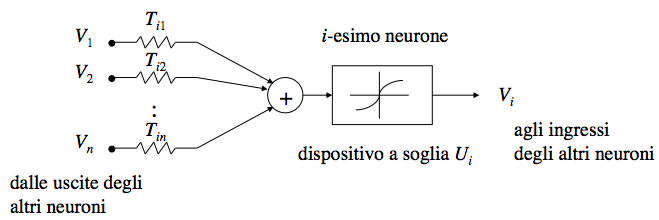 V₁
Tᵢ₁
V₂
Tᵢ₂
⋮
Vₙ
Tᵢₙ
+
i-esimo neurone
Vᵢ
dispositivo a soglia Uᵢ
agli ingressi
degli altri neuroni
dalle uscite degli
altri neuroni